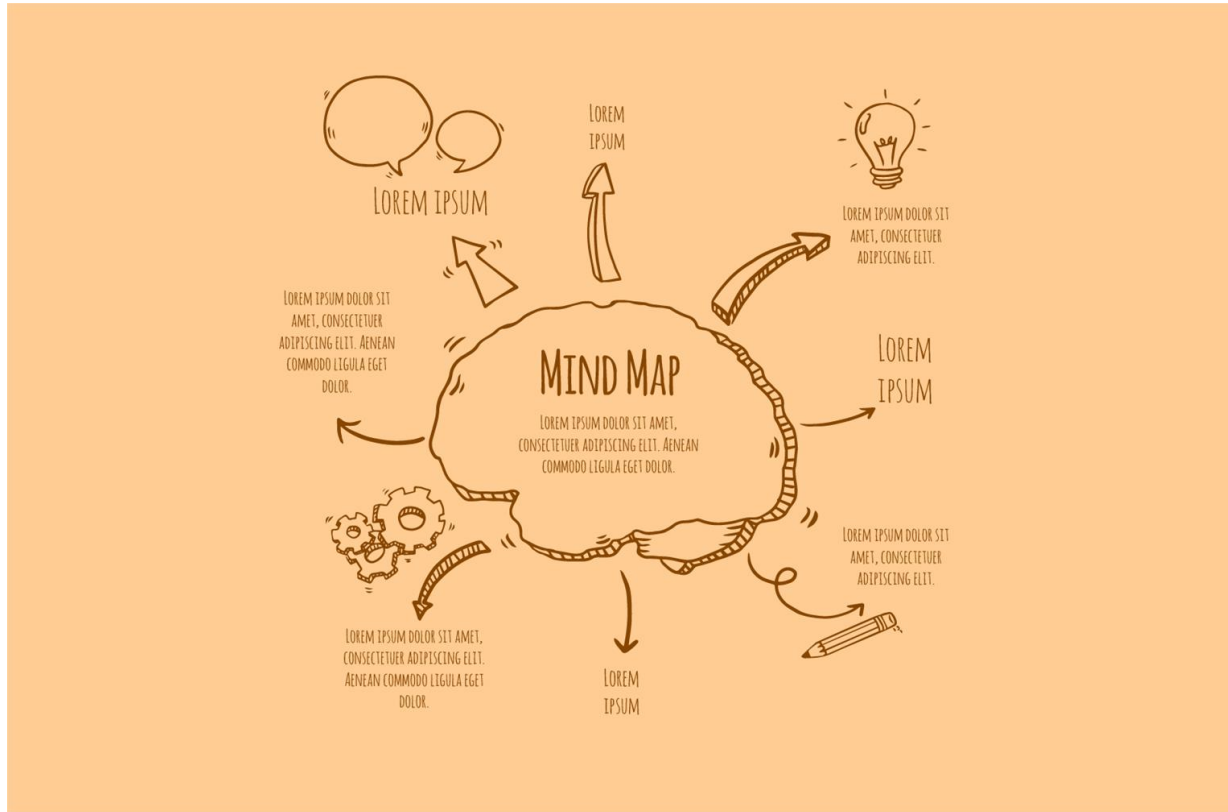 Lorem
ipsum
Lorem ipsum
Lorem ipsum dolor sit
amet, consectetuer
adipiscing elit.
Lorem ipsum dolor sit
amet, consectetuer
adipiscing elit. Aenean
commodo ligula eget
dolor.
Mind Map
Lorem ipsum dolor sit amet,
consectetuer adipiscing elit. Aenean
commodo ligula eget dolor.
Lorem
ipsum
Lorem ipsum dolor sit
amet, consectetuer
adipiscing elit.
Lorem ipsum dolor sit amet,
consectetuer adipiscing elit.
Aenean commodo ligula eget
dolor.
Lorem
ipsum